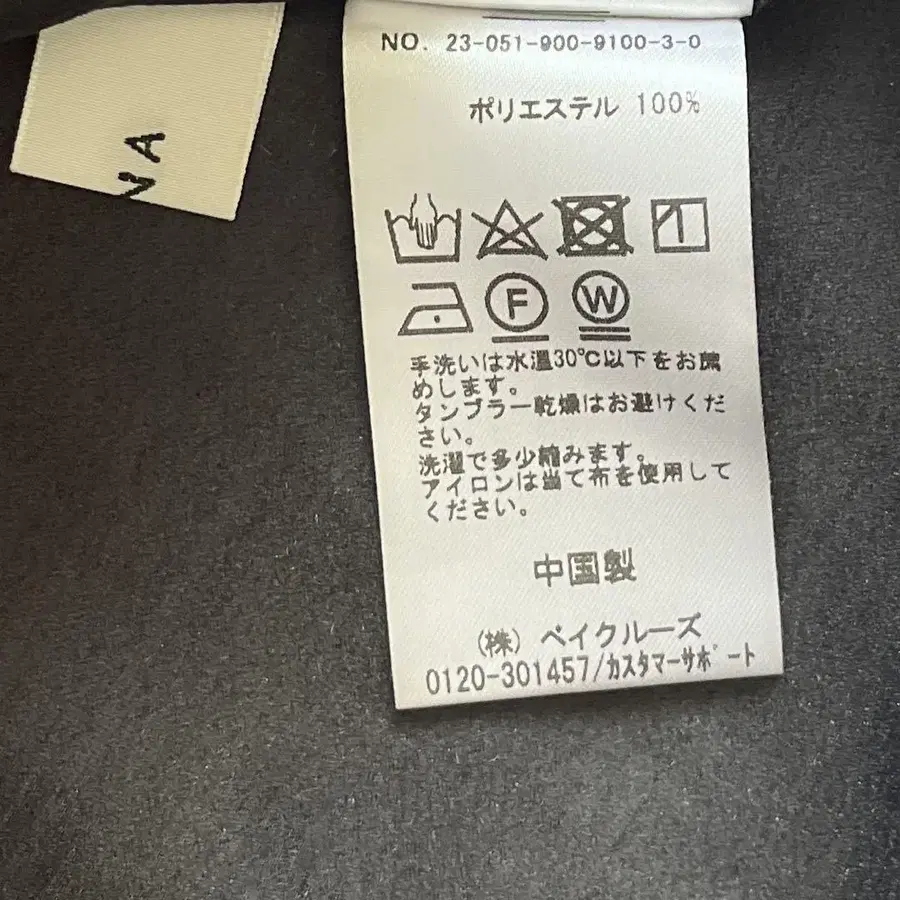 NA
NO. 23-051-900-9100-3-0
ポリエステル 100%
F W
手洗いは水温30℃以下をお薦
めします。
タンブラー乾燥はお避けくだ
さい。
洗濯で多少縮みます。
アイロンは当て布を使用して
ください。
中国製
(株) ベイクルーズ
0120-301457/カスタマーサポート